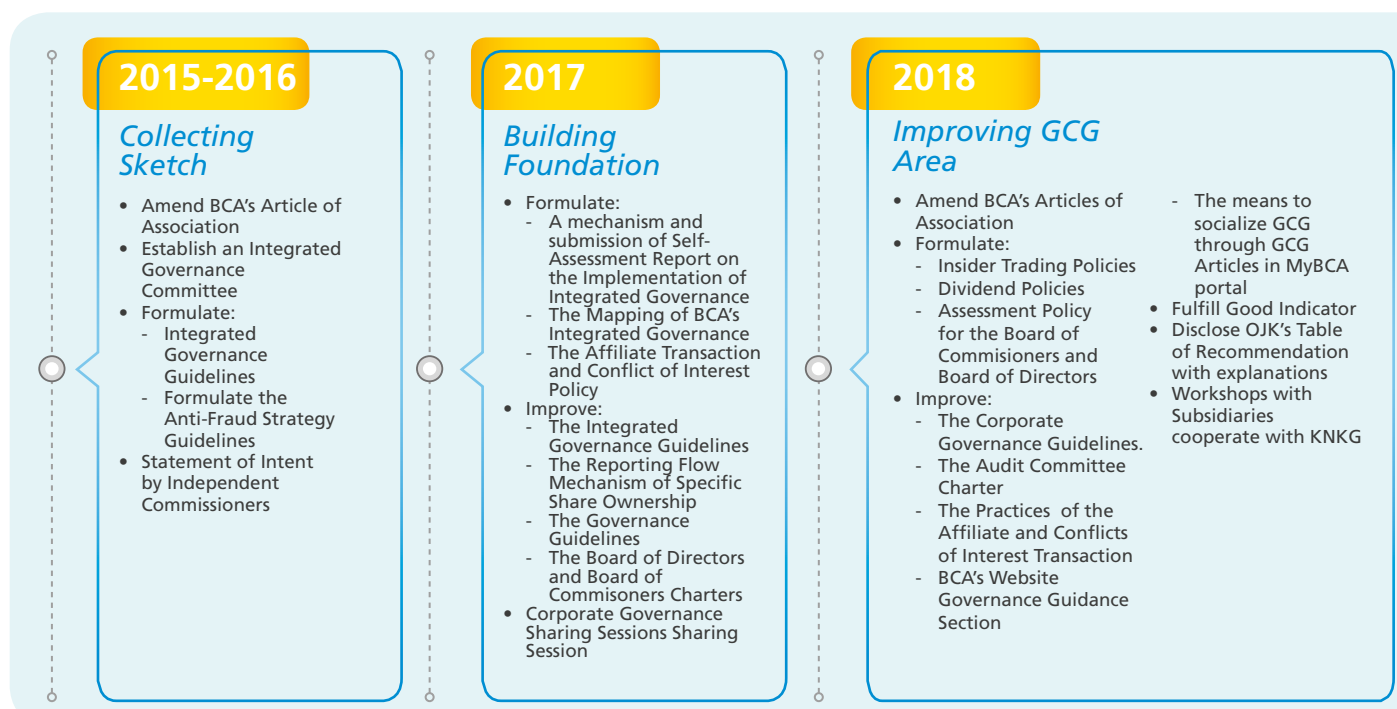 2015-2016
Collecting
Sketch
• Amend BCA's Article of
Association
• Establish an Integrated
Governance
Committee
• Formulate:
- Integrated
Governance
Guidelines
- Formulate the
Anti-Fraud Strategy
Guidelines
• Statement of Intent
by Independent
Commissioners
2017
Building
Foundation
• Formulate:
- A mechanism and
submission of Self-
Assessment Report on
the Implementation of
Integrated Governance
- The Mapping of BCA's
Integrated Governance
- The Affiliate Transaction
and Conflict of Interest
Policy
• Improve:
- The Integrated
Governance Guidelines
- The Reporting Flow
Mechanism of Specific
Share Ownership
- The Governance
Guidelines
- The Board of Directors
and Board of
Commisoners Charters
• Corporate Governance
Sharing Sessions Sharing
Session
2018
Improving GCG
Area
• Amend BCA's Articles of
Association
• Formulate:
- Insider Trading Policies
- Dividend Policies
- Assessment Policy
for the Board of
Commisioners and
Board of Directors
• Improve:
- The Corporate
Governance Guidelines.
- The Audit Committee
Charter
- The Practices of the
Affiliate and Conflicts
of Interest Transaction
- BCA's Website
Governance Guidance
Section
- The means to
socialize GCG
through GCG
Articles in MyBCA
portal
• Fulfill Good Indicator
• Disclose OJK's Table
of Recommendation
with explanations
• Workshops with
Subsidiaries
cooperate with KNKG